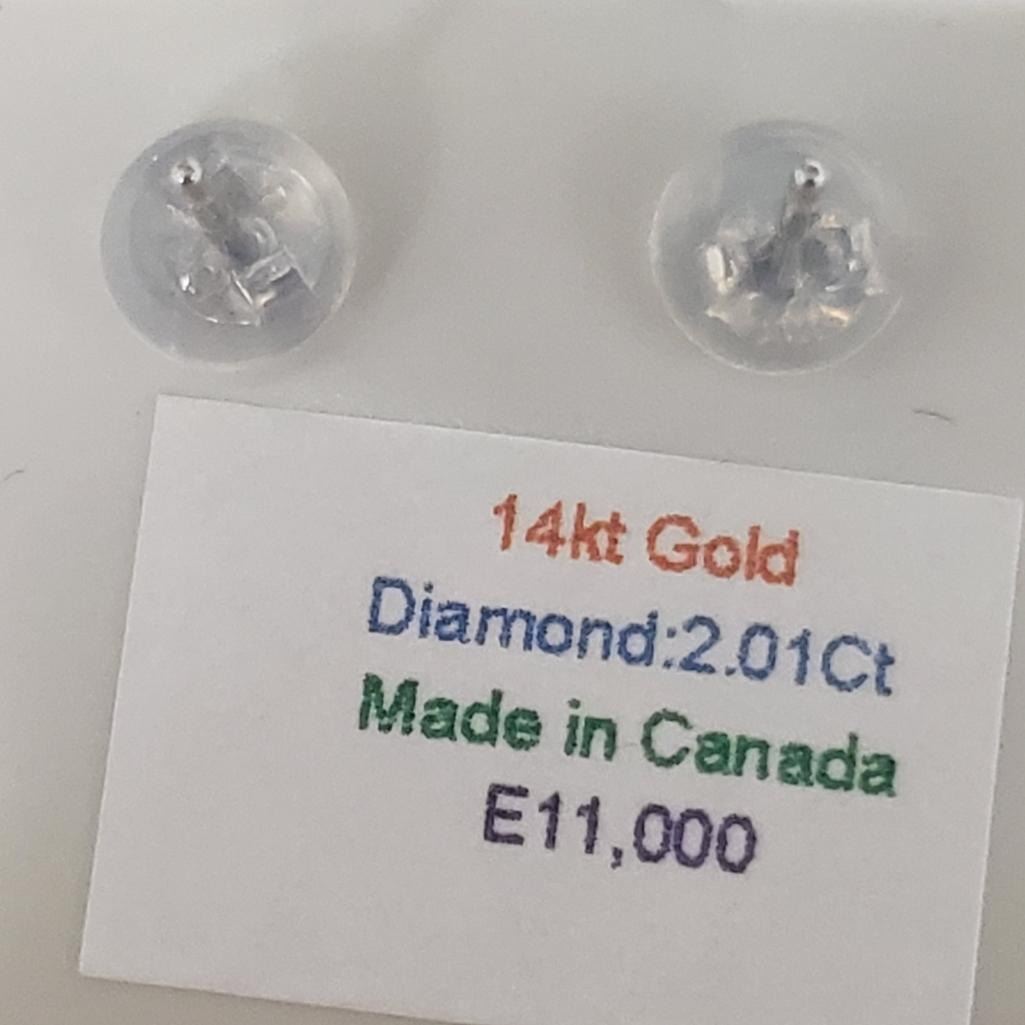 14kt Gold
Diamond:2.01Ct
Made in Canada
E11,000